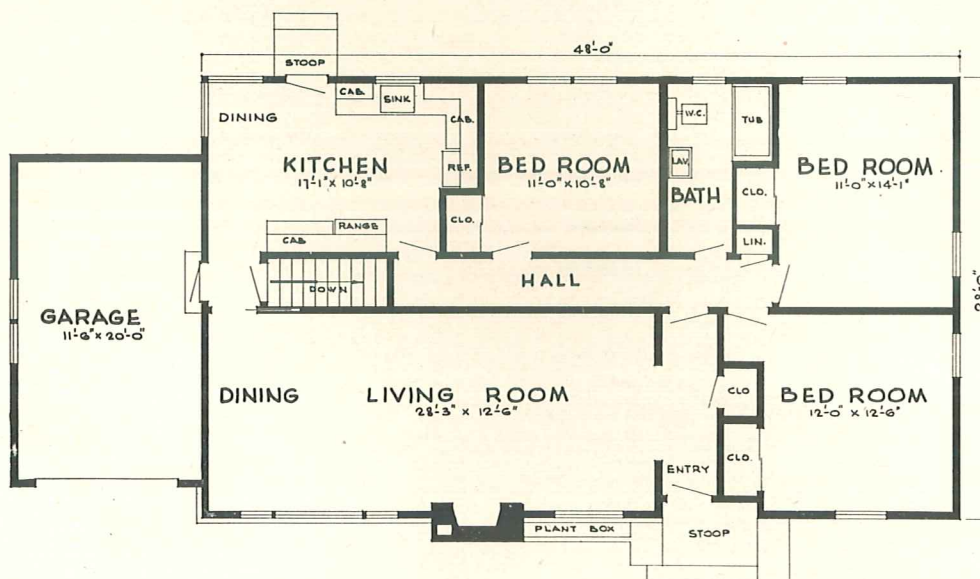 48'-0"
STOOP
CAB.
SINK
CAB.
REF.
DINING
KITCHEN
17'-1" x 10'-8"
RANGE
CAB
CLO.
BED ROOM
11'-0" x 10'-8"
W.C.
LAV.
BATH
TUB
CLO.
LIN.
BED ROOM
11'-0" x 14'-1"
28'-0"
HALL
DOWN
GARAGE
11'-6" x 20'-0"
DINING
LIVING ROOM
28'-3" x 12'-6"
ENTRY
CLO
CLO.
BED ROOM
12'-0" x 12'-6"
PLANT BOX
STOOP